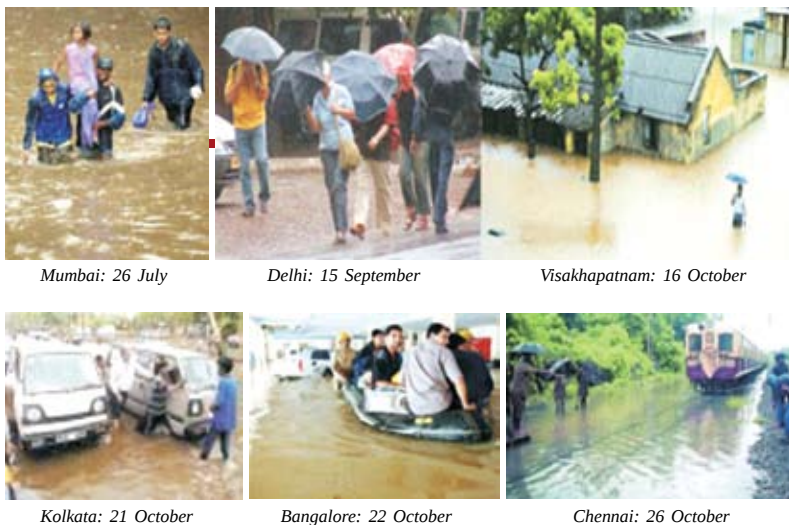 Mumbai: 26 July
Delhi: 15 September
Visakhapatnam: 16 October
Kolkata: 21 October
Bangalore: 22 October
Chennai: 26 October